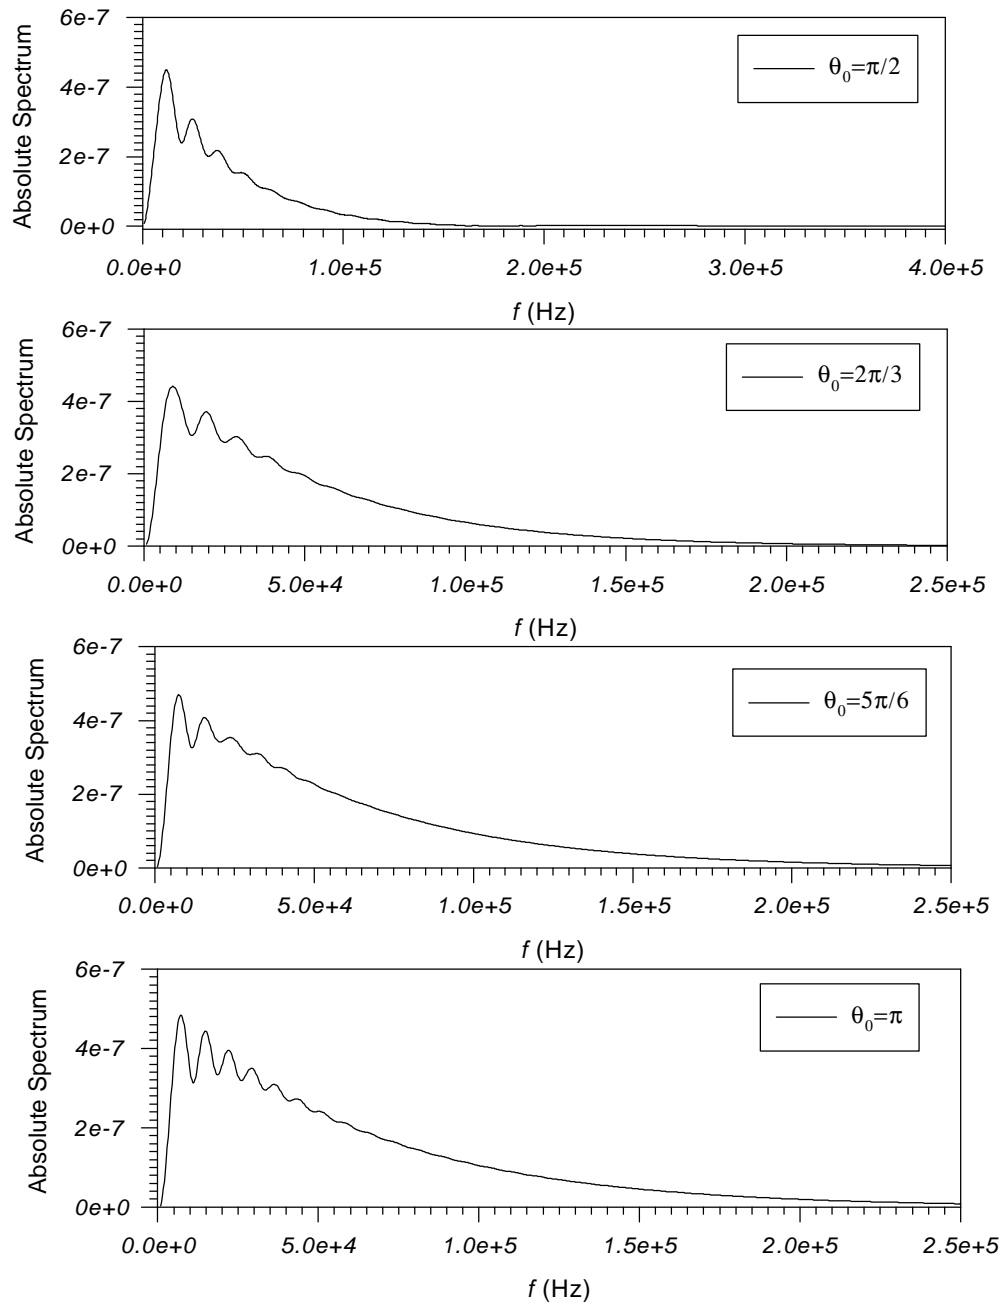 6e-7
4e-7
2e-7
0e+0
Absolute Spectrum
θ₀=π/2
0.0e+0 1.0e+5 2.0e+5 3.0e+5 4.0e+5
f (Hz)
6e-7
4e-7
2e-7
0e+0
Absolute Spectrum
θ₀=2π/3
0.0e+0 5.0e+4 1.0e+5 1.5e+5 2.0e+5 2.5e+5
f (Hz)
6e-7
4e-7
2e-7
0e+0
Absolute Spectrum
θ₀=5π/6
0.0e+0 5.0e+4 1.0e+5 1.5e+5 2.0e+5 2.5e+5
f (Hz)
6e-7
4e-7
2e-7
0e+0
Absolute Spectrum
θ₀=π
0.0e+0 5.0e+4 1.0e+5 1.5e+5 2.0e+5 2.5e+5
f (Hz)